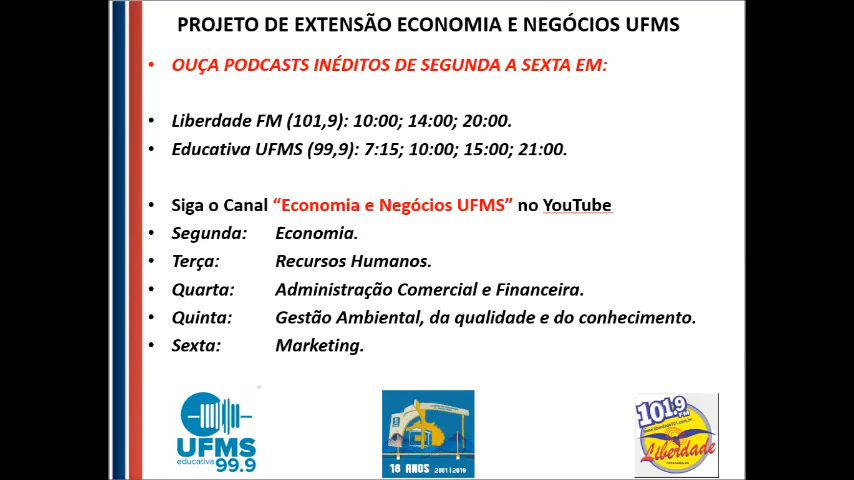 PROJETO DE EXTENSÃO ECONOMIA E NEGÓCIOS UFMS
• OUÇA PODCASTS INÉDITOS DE SEGUNDA A SEXTA EM:
• Liberdade FM (101,9): 10:00; 14:00; 20:00.
• Educativa UFMS (99,9): 7:15; 10:00; 15:00; 21:00.
• Siga o Canal “Economia e Negócios UFMS” no YouTube
• Segunda: Economia.
• Terça: Recursos Humanos.
• Quarta: Administração Comercial e Financeira.
• Quinta: Gestão Ambiental, da qualidade e do conhecimento.
• Sexta: Marketing.
UFMS
educativa
99.9
18 ANOS 2001|2019
101.9 FM
Liberdade